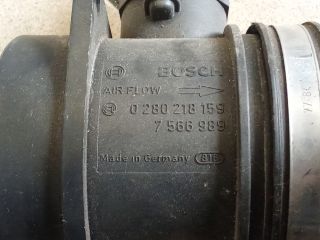 BOSCH
AIR FLOW
0 280 218 159
7 566 989
Made in Germany